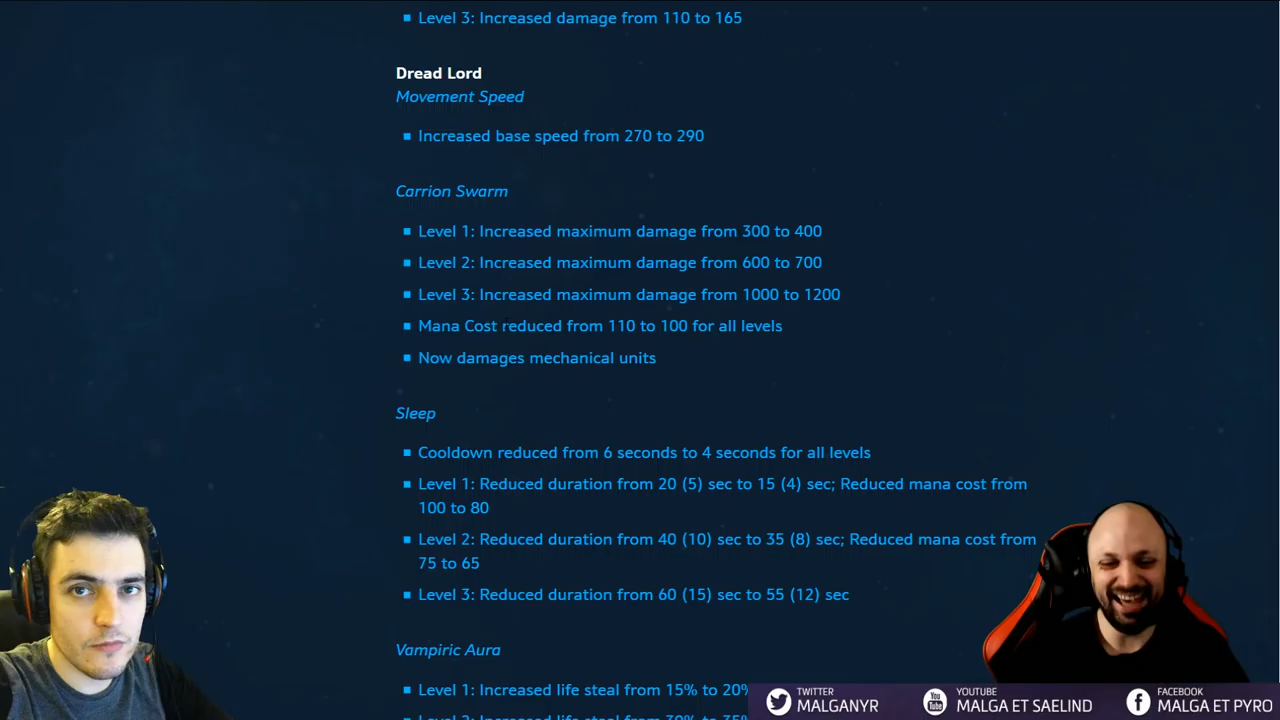 Level 3: Increased damage from 110 to 165
Dread Lord
Movement Speed
Increased base speed from 270 to 290
Carrion Swarm
Level 1: Increased maximum damage from 300 to 400
Level 2: Increased maximum damage from 600 to 700
Level 3: Increased maximum damage from 1000 to 1200
Mana Cost reduced from 110 to 100 for all levels
Now damages mechanical units
Sleep
Cooldown reduced from 6 seconds to 4 seconds for all levels
Level 1: Reduced duration from 20 (5) sec to 15 (4) sec; Reduced mana cost from
100 to 80
Level 2: Reduced duration from 40 (10) sec to 35 (8) sec; Reduced mana cost from
75 to 65
Level 3: Reduced duration from 60 (15) sec to 55 (12) sec
Vampiric Aura
Level 1: Increased life steal from 15% to 20%
TWITTER
MALGANYR
YOUTUBE
MALGA ET SAELIND
FACEBOOK
MALGA ET PYRO